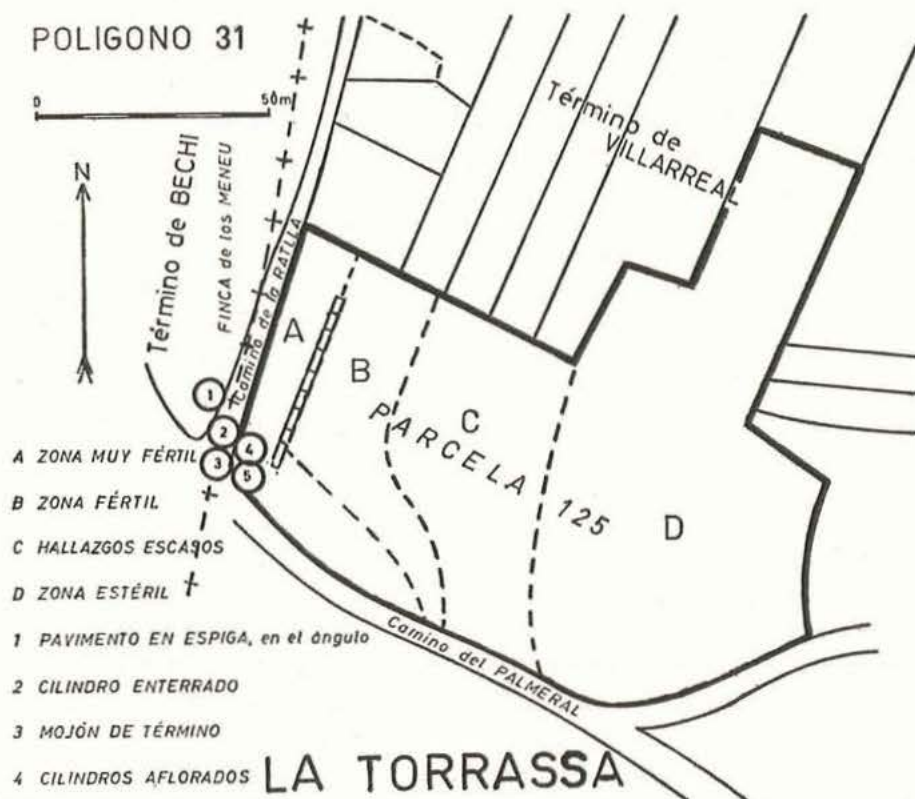 POLIGONO 31
0 50m
N
Término de BECHI
FINCA de los MENEU
Camino de la RATLLA
Término de
VILLARREAL
A
B
C
D
PARCELA 125
1
2
3
4
5
A ZONA MUY FÉRTIL
B ZONA FÉRTIL
C HALLAZGOS ESCASOS
D ZONA ESTÉRIL
1 PAVIMENTO EN ESPIGA, en el ángulo
2 CILINDRO ENTERRADO
3 MOJÓN DE TÉRMINO
4 CILINDROS AFLORADOS
Camino del PALMERAL
LA TORRASSA